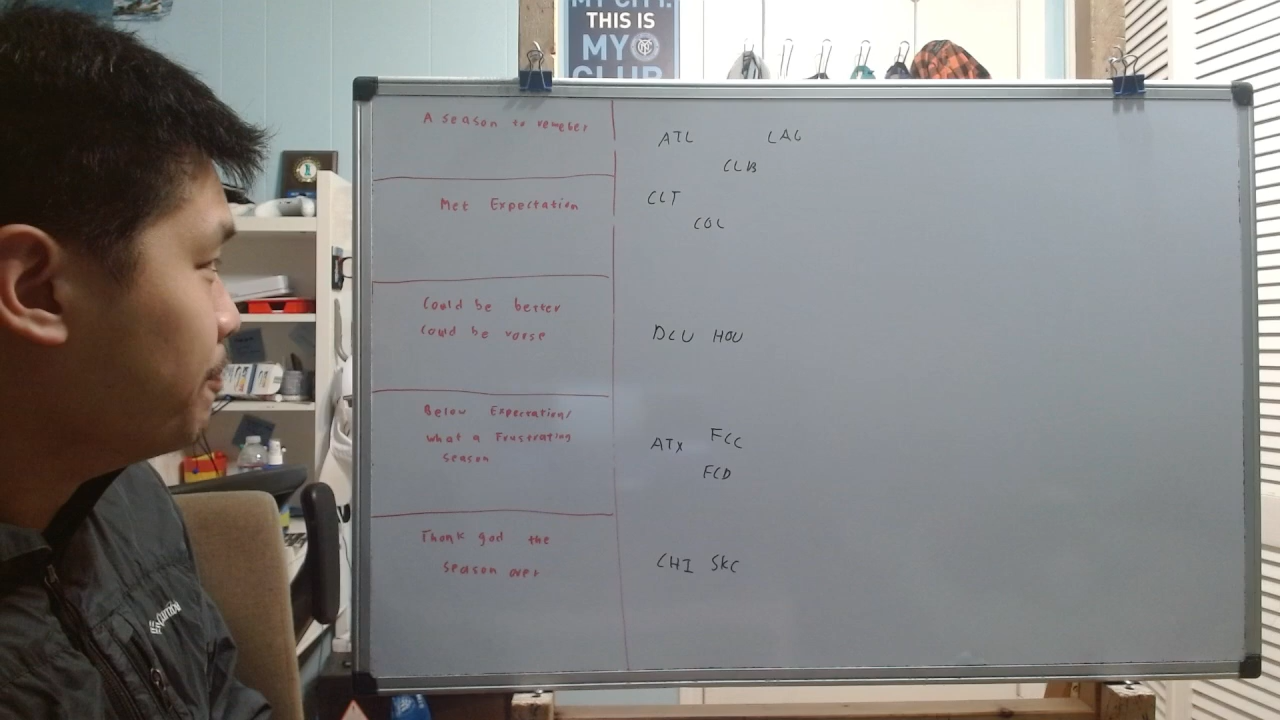 MY CITY.
THIS IS
MY
CLUB
A season to remeber
ATL LAG
CLB
Met Expectation
CLT
COL
Could be better
Could be worse
DCU HOU
Below Expectation/
what a Frustrating
season
ATX FCC
FCD
Thank god the
season over
CHI SKC